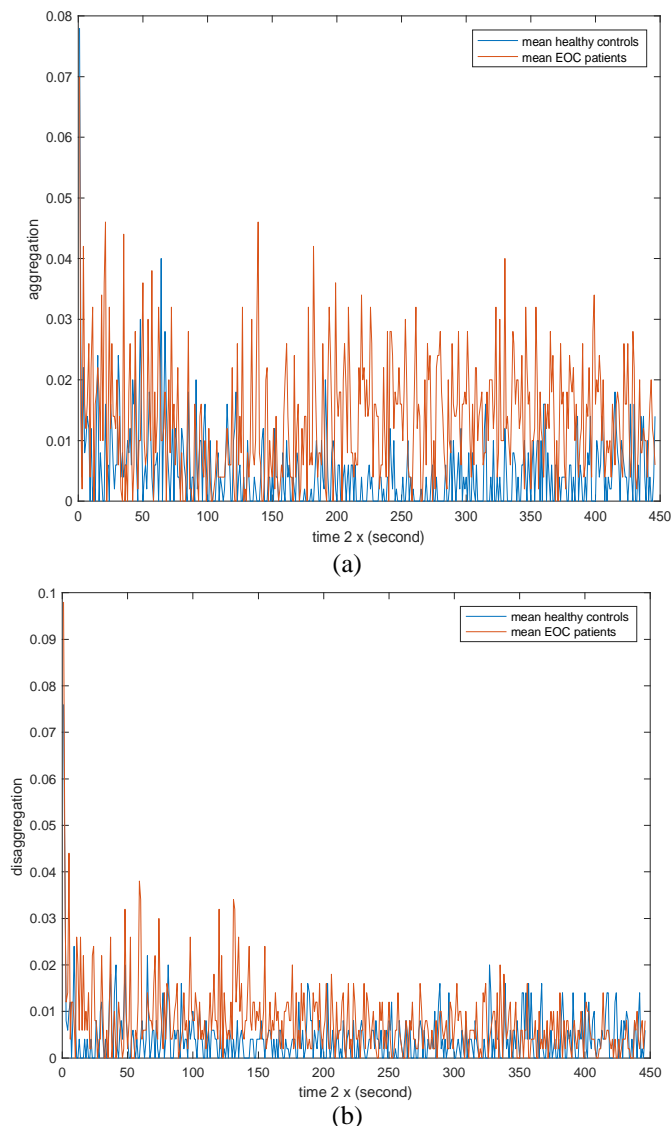 0.08
0.07
0.06
0.05
0.04
0.03
0.02
0.01
0
aggregation
mean healthy controls
mean EOC patients
0 50 100 150 200 250 300 350 400 450
time 2 x (second)
(a)
0.1
0.09
0.08
0.07
0.06
0.05
0.04
0.03
0.02
0.01
0
disaggregation
mean healthy controls
mean EOC patients
0 50 100 150 200 250 300 350 400 450
time 2 x (second)
(b)